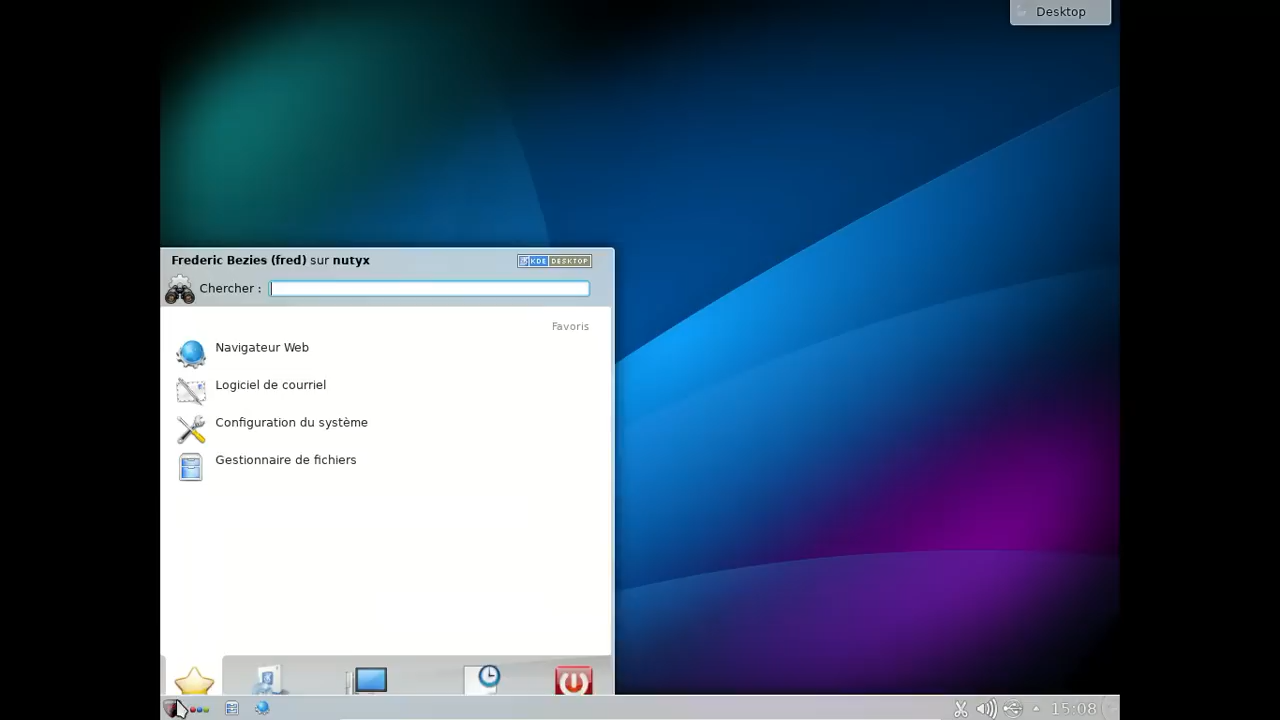 Desktop
Frederic Bezies (fred) sur nutyx
KDE DESKTOP
Chercher :
Favoris
Navigateur Web
Logiciel de courriel
Configuration du système
Gestionnaire de fichiers
15:08